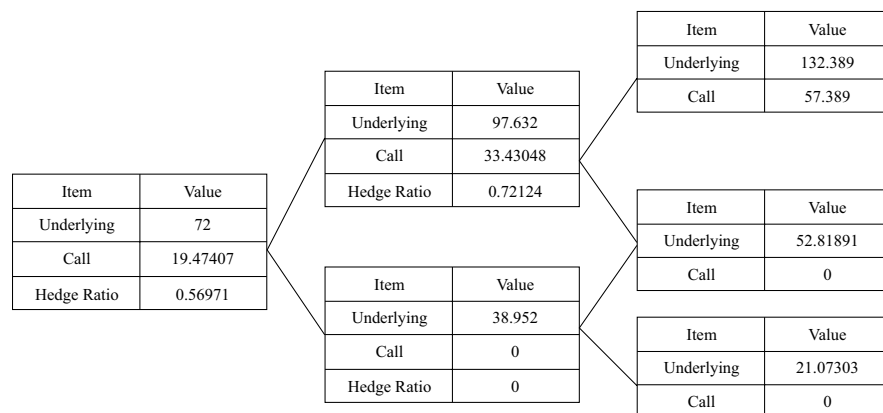 Item Value
Underlying 72
Call 19.47407
Hedge Ratio 0.56971
Item Value
Underlying 97.632
Call 33.43048
Hedge Ratio 0.72124
Item Value
Underlying 38.952
Call 0
Hedge Ratio 0
Item Value
Underlying 132.389
Call 57.389
Item Value
Underlying 52.81891
Call 0
Item Value
Underlying 21.07303
Call 0